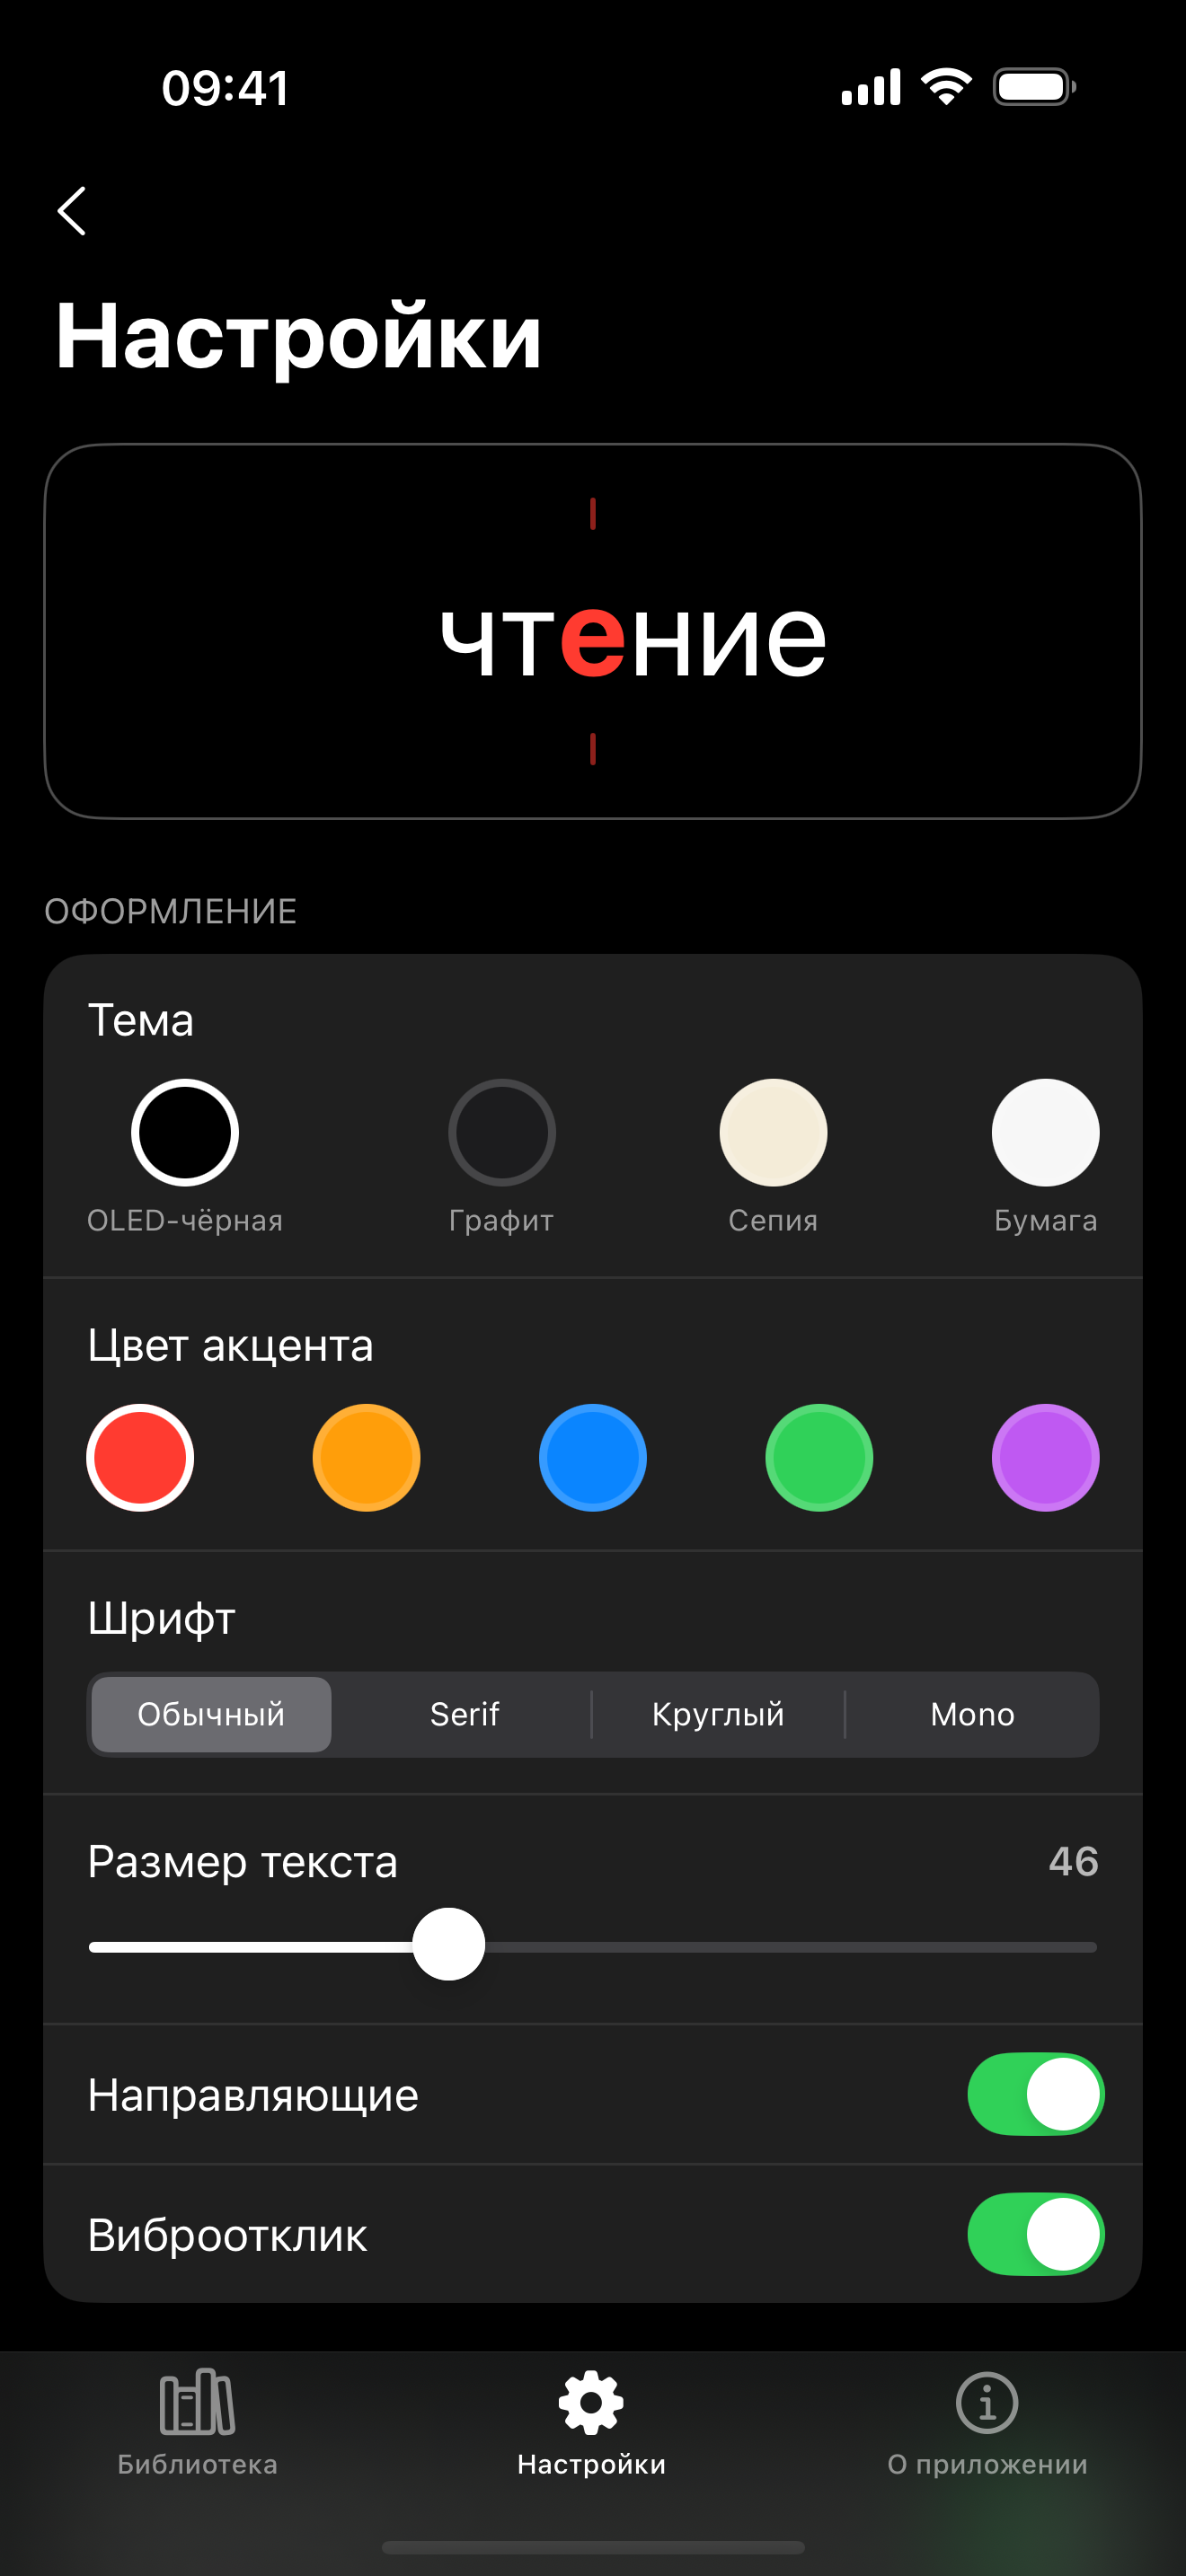 09:41
Настройки
чтение
ОФОРМЛЕНИЕ
Тема
OLED-чёрная Графит Сепия Бумага
Цвет акцента
Шрифт
Обычный Serif Круглый Mono
Размер текста 46
Направляющие
Виброотклик
Библиотека Настройки О приложении